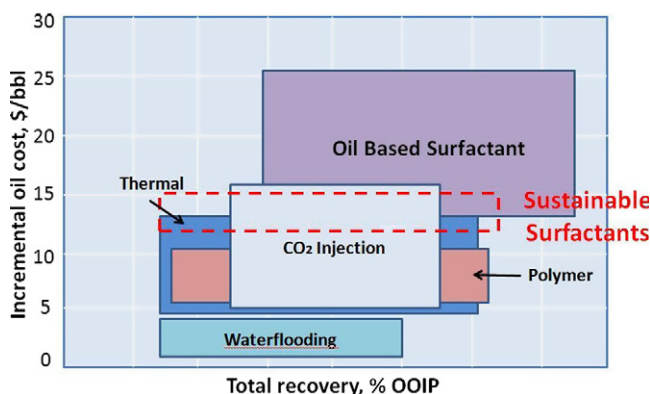 30
25
20
15
10
5
0
Incremental oil cost, $/bbl
Oil Based Surfactant
Thermal
Sustainable
Surfactants
CO₂ Injection
Polymer
Waterflooding
Total recovery, % OOIP